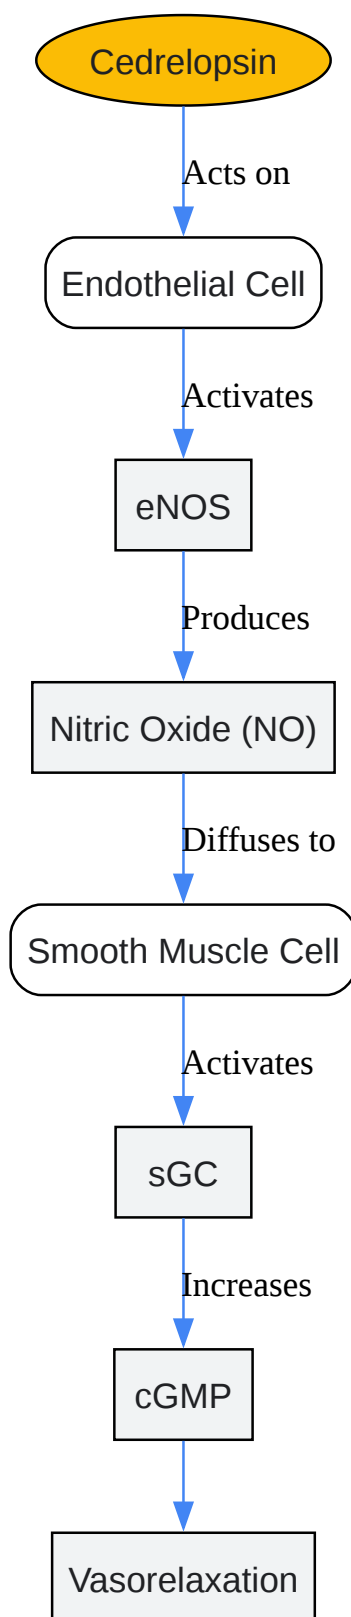 Cedrelopsin
Acts on
Endothelial Cell
Activates
eNOS
Produces
Nitric Oxide (NO)
Diffuses to
Smooth Muscle Cell
Activates
sGC
Increases
cGMP
Vasorelaxation